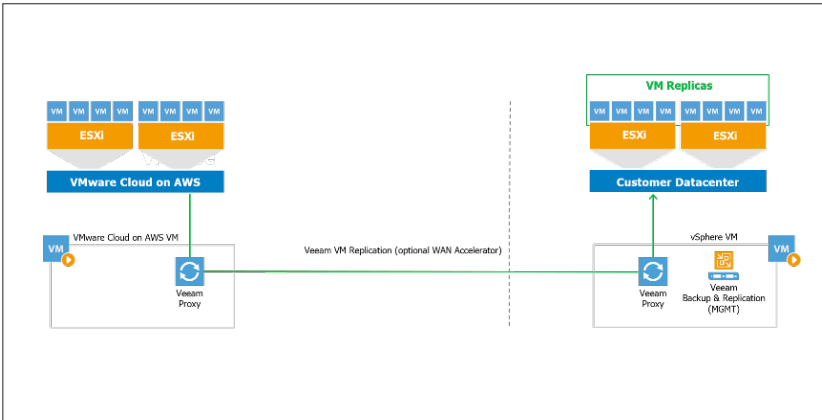 VM Replicas
VM VM VM VM VM VM VM VM
VM VM VM VM VM VM VM VM
ESXi ESXi
ESXi ESXi
VMware Cloud on AWS
Customer Datacenter
VMware Cloud on AWS VM
VM
Veeam VM Replication (optional WAN Accelerator)
vSphere VM
VM
Veeam
Proxy
Veeam
Proxy
Veeam
Backup & Replication
(MGMT)